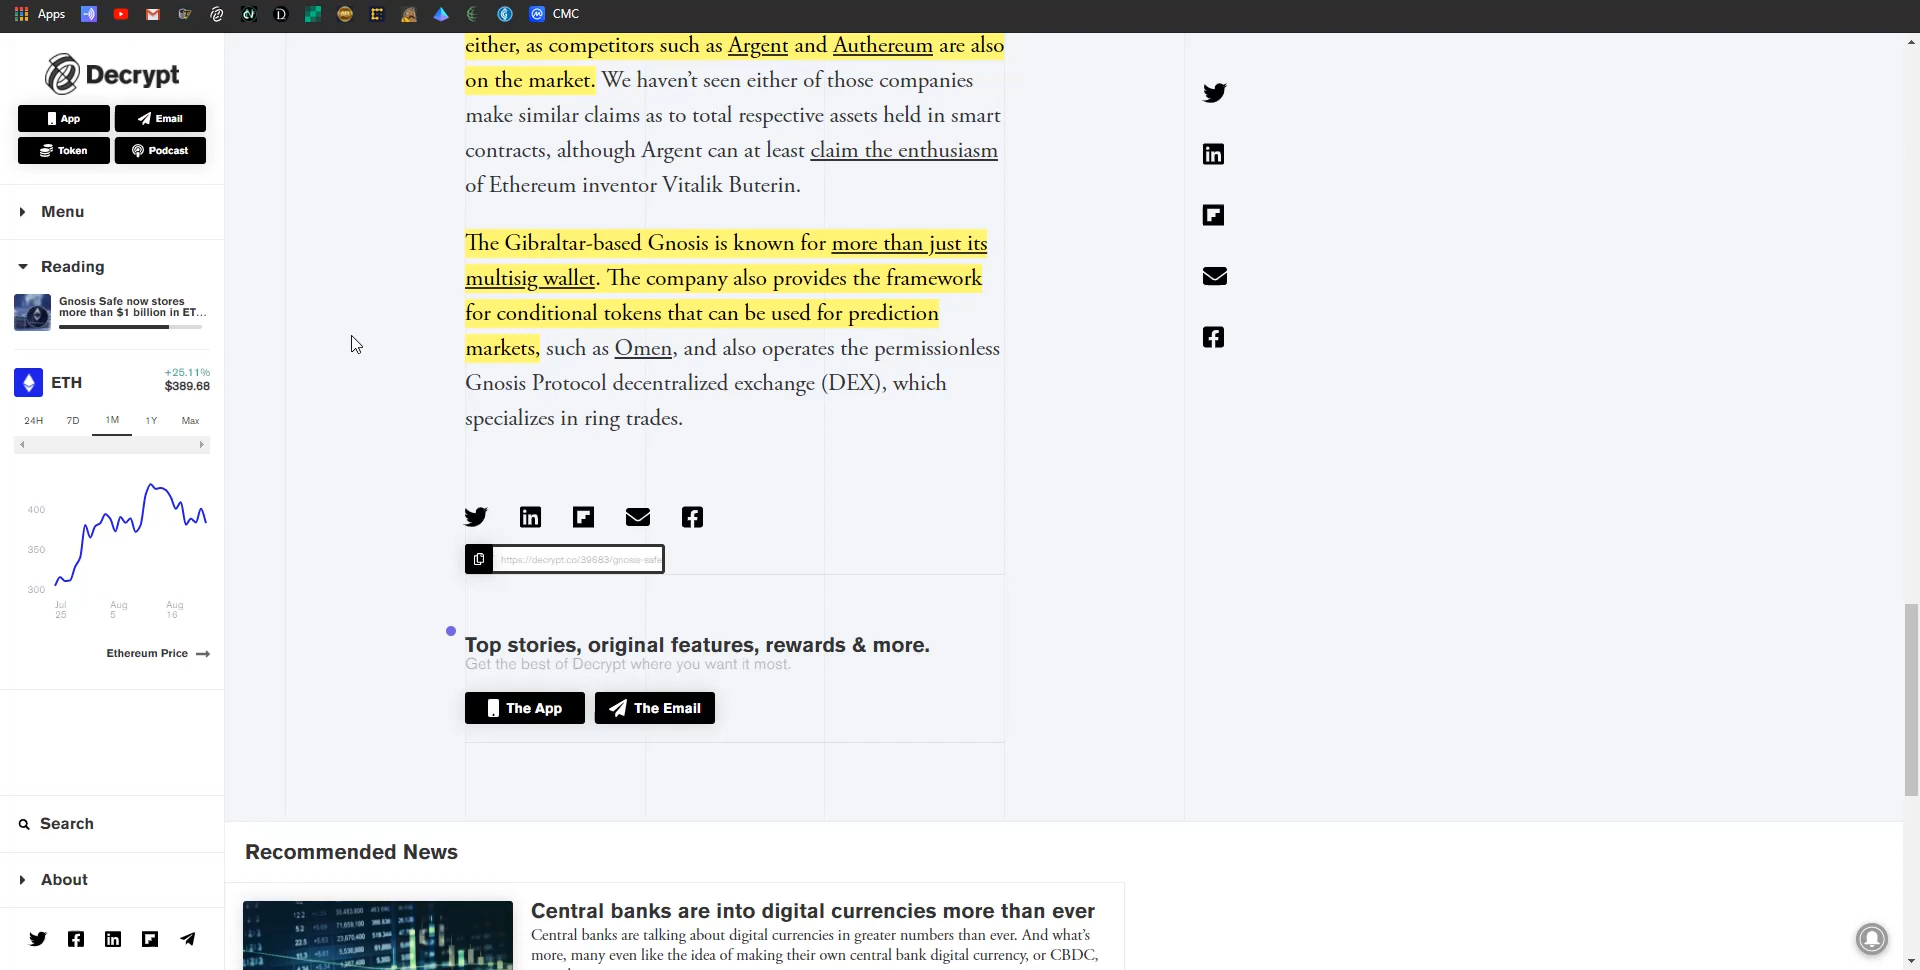 Apps
CMC
Decrypt
App
Email
Token
Podcast
Menu
Reading
Gnosis Safe now stores
more than $1 billion in ET...
ETH
+25.11%
$389.68
24H 7D 1M 1Y Max
400
350
300
Jul 25
Aug 5
Aug 16
Ethereum Price
Search
About
either, as competitors such as Argent and Authereum are also
on the market. We haven’t seen either of those companies
make similar claims as to total respective assets held in smart
contracts, although Argent can at least claim the enthusiasm
of Ethereum inventor Vitalik Buterin.
The Gibraltar-based Gnosis is known for more than just its
multisig wallet. The company also provides the framework
for conditional tokens that can be used for prediction
markets, such as Omen, and also operates the permissionless
Gnosis Protocol decentralized exchange (DEX), which
specializes in ring trades.
https://decrypt.co/39683/gnosis-safe
Top stories, original features, rewards & more.
Get the best of Decrypt where you want it most.
The App
The Email
Recommended News
Central banks are into digital currencies more than ever
Central banks are talking about digital currencies in greater numbers than ever. And what’s
more, many even like the idea of making their own central bank digital currency, or CBDC,